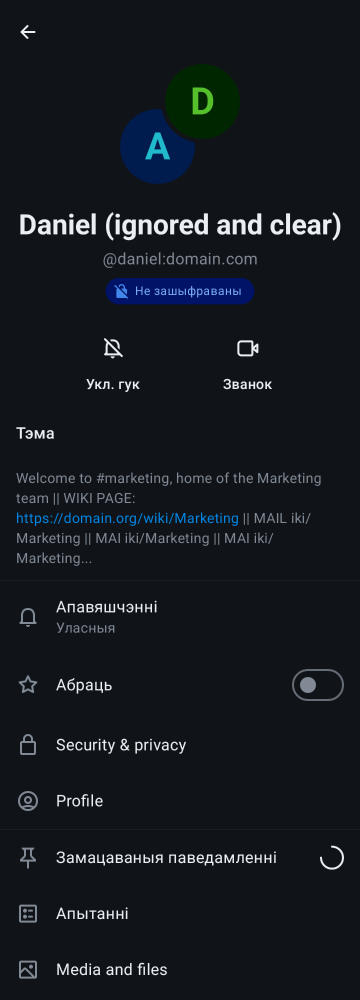 D
A
Daniel (ignored and clear)
@daniel:domain.com
Не зашыфраваны
Укл. гук
Званок
Тэма
Welcome to #marketing, home of the Marketing
team || WIKI PAGE:
https://domain.org/wiki/Marketing || MAIL iki/
Marketing || MAI iki/Marketing || MAI iki/
Marketing...
Апавяшчэнні
Уласныя
Абраць
Security & privacy
Profile
Замацаваныя паведамленні
Апытанні
Media and files